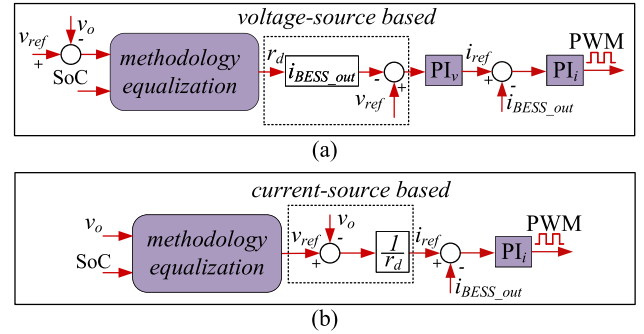 voltage-source based
v_ref
+
v_o
-
SoC
methodology
equalization
r_d
i_BESS_out
-
+
v_ref
PI_v
i_ref
+
-
i_BESS_out
PI_i
PWM
(a)
current-source based
v_o
SoC
methodology
equalization
v_ref
+
v_o
-
1
r_d
i_ref
+
-
i_BESS_out
PI_i
PWM
(b)